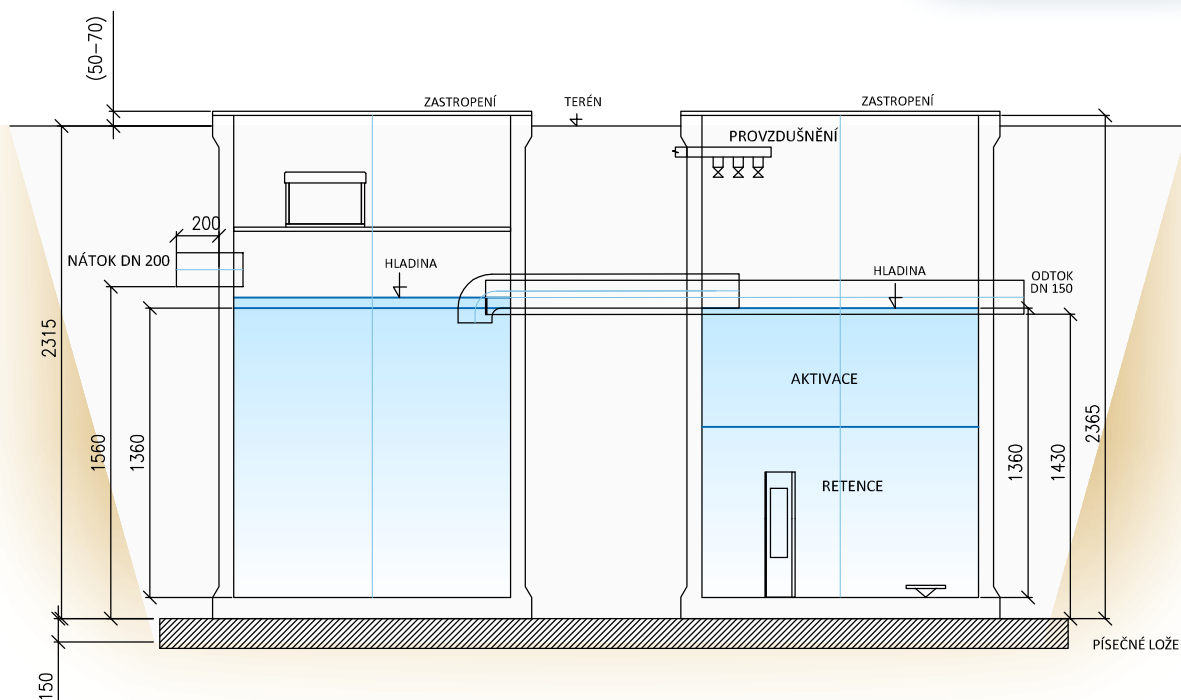 (50-70)
ZASTROPENÍ
TERÉN
ZASTROPENÍ
PROVZDUŠNĚNÍ
200
NÁTOK DN 200
HLADINA
HLADINA
ODTOK
DN 150
2315
1560
1360
AKTIVACE
RETENCE
1360
1430
2365
PÍSEČNÉ LOŽE
150